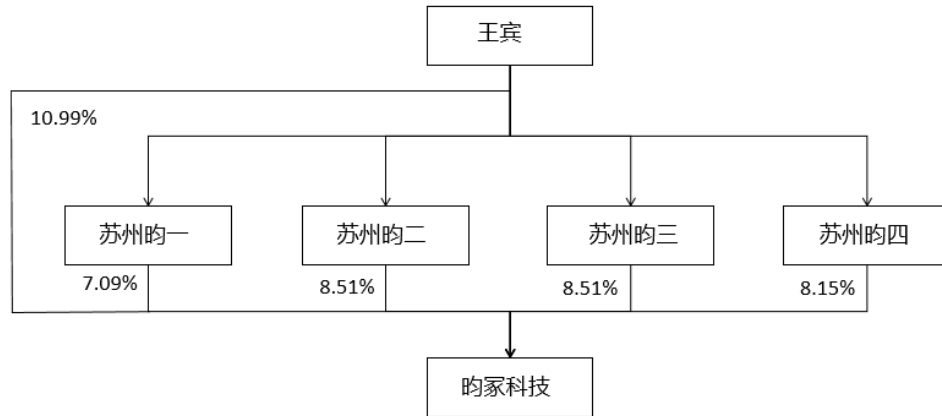 王宾
10.99%
苏州昀一
苏州昀二
苏州昀三
苏州昀四
7.09%
8.51%
8.51%
8.15%
昀冢科技